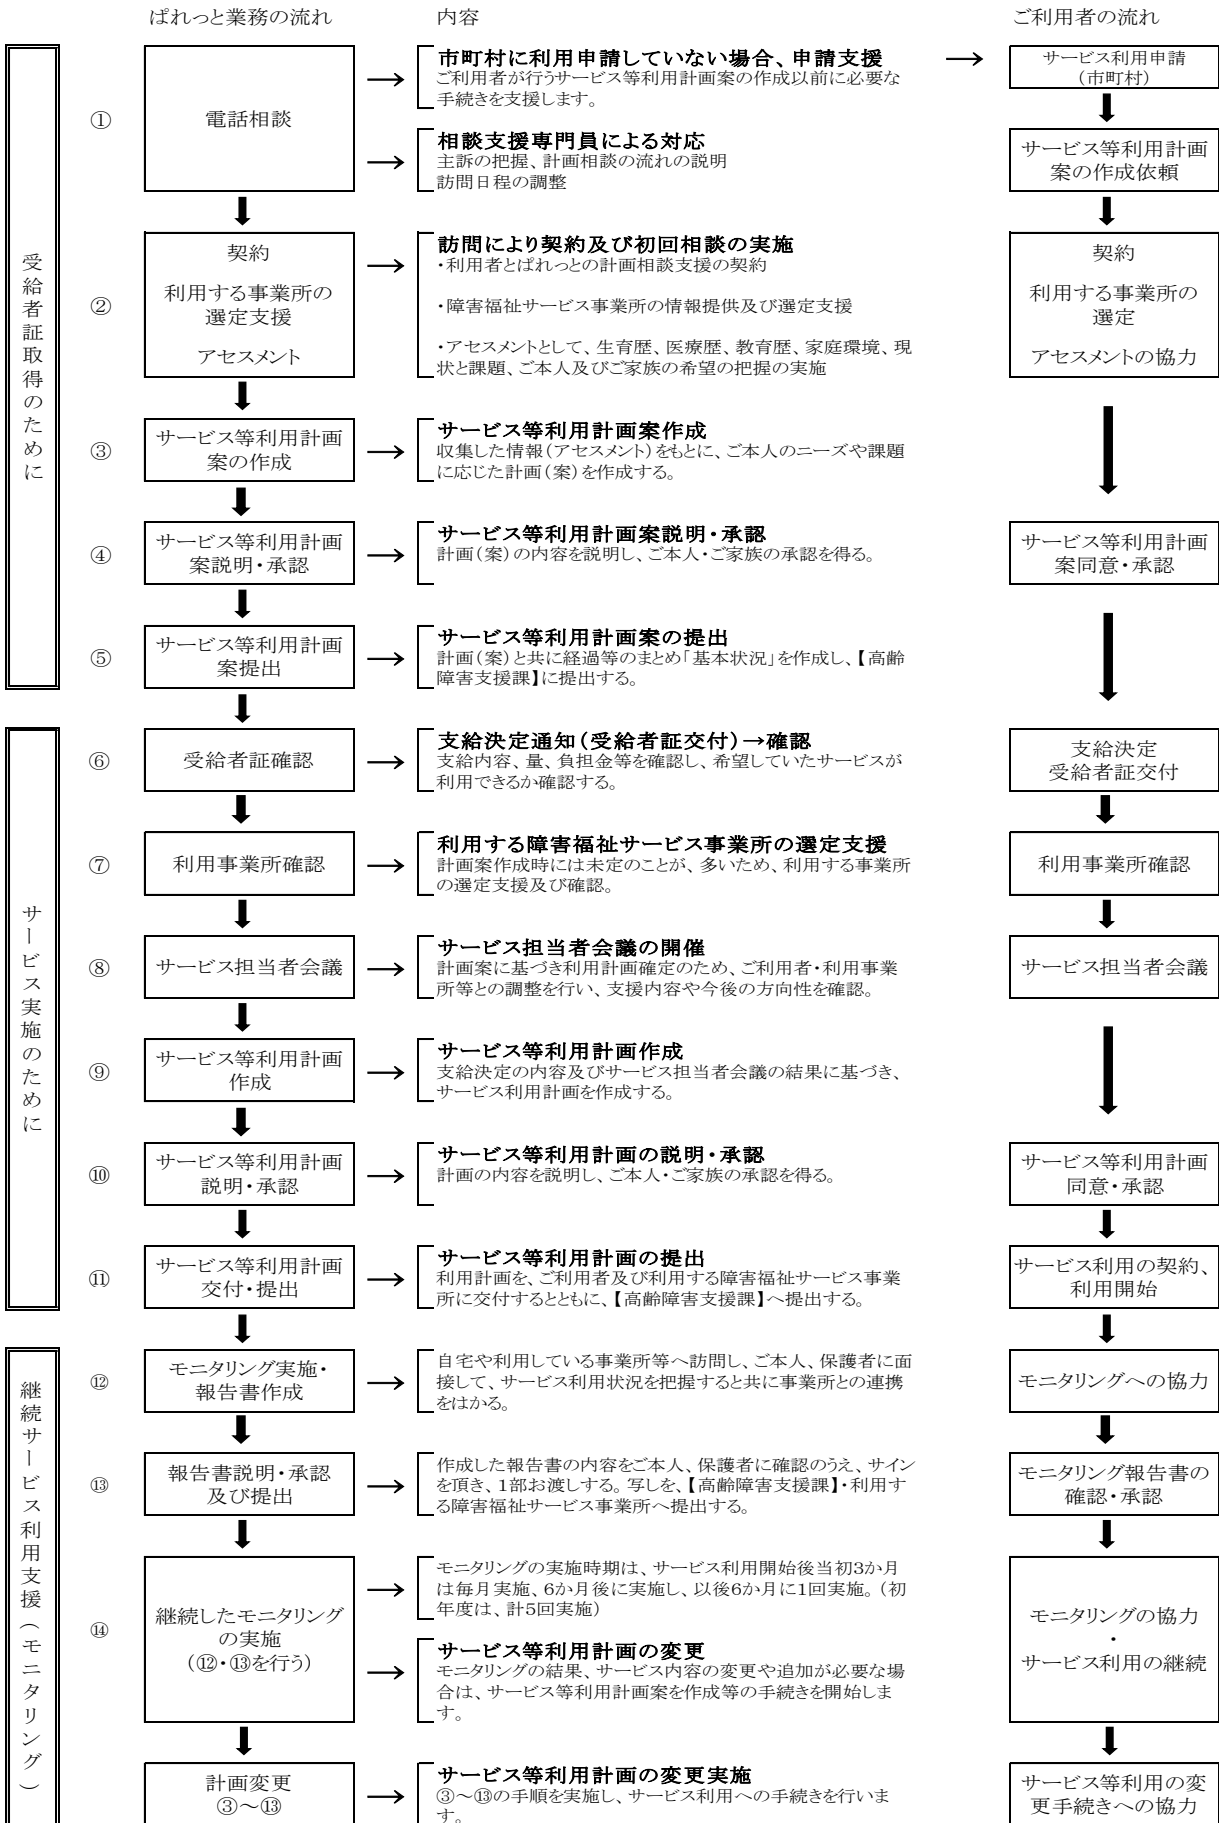 ぱれっと業務の流れ
内容
ご利用者の流れ
受給者証取得のために
①
電話相談
市町村に利用申請していない場合、申請支援
ご利用者が行うサービス等利用計画案の作成以前に必要な
手続きを支援します。
相談支援専門員による対応
主訴の把握、計画相談の流れの説明
訪問日程の調整
サービス利用申請
(市町村)
サービス等利用計画
案の作成依頼
②
契約
利用する事業所の
選定支援
アセスメント
訪問により契約及び初回相談の実施
・利用者とぱれっとの計画相談支援の契約
・障害福祉サービス事業所の情報提供及び選定支援
・アセスメントとして、生育歴、医療歴、教育歴、家庭環境、現
状と課題、ご本人及びご家族の希望の把握の実施
契約
利用する事業所の
選定
アセスメントの協力
③
サービス等利用計画
案の作成
サービス等利用計画案作成
収集した情報(アセスメント)をもとに、ご本人のニーズや課題
に応じた計画(案)を作成する。
④
サービス等利用計画
案説明・承認
サービス等利用計画案説明・承認
計画(案)の内容を説明し、ご本人・ご家族の承認を得る。
サービス等利用計画
案同意・承認
⑤
サービス等利用計画
案提出
サービス等利用計画案の提出
計画(案)と共に経過等のまとめ「基本状況」を作成し、【高齢
障害支援課】に提出する。
サービス実施のために
⑥
受給者証確認
支給決定通知(受給者証交付)→確認
支給内容、量、負担金等を確認し、希望していたサービスが
利用できるか確認する。
支給決定
受給者証交付
⑦
利用事業所確認
利用する障害福祉サービス事業所の選定支援
計画案作成時には未定のことが、多いため、利用する事業所
の選定支援及び確認。
利用事業所確認
⑧
サービス担当者会議
サービス担当者会議の開催
計画案に基づき利用計画確定のため、ご利用者・利用事業
所等との調整を行い、支援内容や今後の方向性を確認。
サービス担当者会議
⑨
サービス等利用計画
作成
サービス等利用計画作成
支給決定の内容及びサービス担当者会議の結果に基づき、
サービス利用計画を作成する。
⑩
サービス等利用計画
説明・承認
サービス等利用計画の説明・承認
計画の内容を説明し、ご本人・ご家族の承認を得る。
サービス等利用計画
同意・承認
⑪
サービス等利用計画
交付・提出
サービス等利用計画の提出
利用計画を、ご利用者及び利用する障害福祉サービス事業
所に交付するとともに、【高齢障害支援課】へ提出する。
サービス利用の契約、
利用開始
継続サービス利用支援(モニタリング)
⑫
モニタリング実施・
報告書作成
自宅や利用している事業所等へ訪問し、ご本人、保護者に面
接して、サービス利用状況を把握すると共に事業所との連携
をはかる。
モニタリングへの協力
⑬
報告書説明・承認
及び提出
作成した報告書の内容をご本人、保護者に確認のうえ、サイン
を頂き、1部お渡しする。写しを、【高齢障害支援課】・利用す
る障害福祉サービス事業所へ提出する。
モニタリング報告書の
確認・承認
⑭
継続したモニタリング
の実施
(⑫・⑬を行う)
モニタリングの実施時期は、サービス利用開始後当初3か月
は毎月実施、6か月後に実施し、以後6か月に1回実施。(初
年度は、計5回実施)
サービス等利用計画の変更
モニタリングの結果、サービス内容の変更や追加が必要な場
合は、サービス等利用計画案を作成等の手続きを開始しま
す。
モニタリングの協力
・
サービス利用の継続
計画変更
③～⑬
サービス等利用計画の変更実施
③～⑬の手順を実施し、サービス利用への手続きを行いま
す。
サービス等利用の変
更手続きへの協力